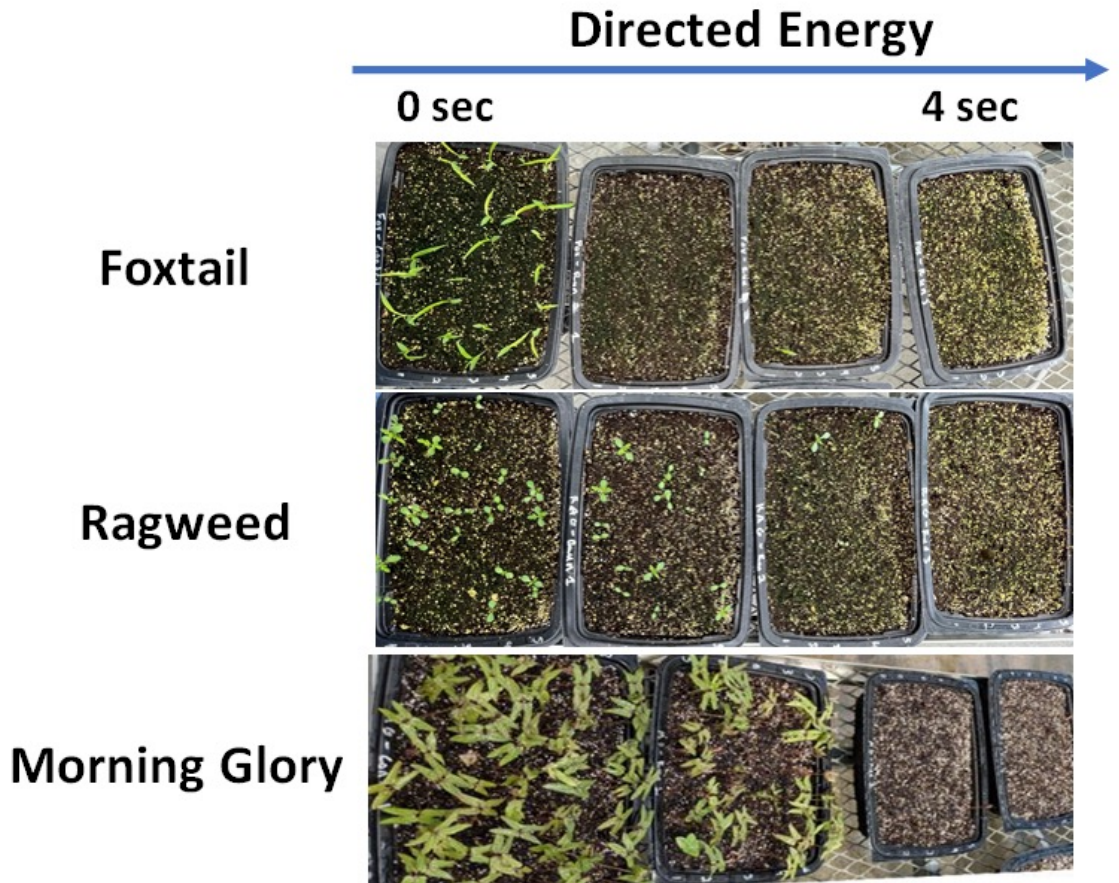 Directed Energy
0 sec
4 sec
Foxtail
Ragweed
Morning Glory